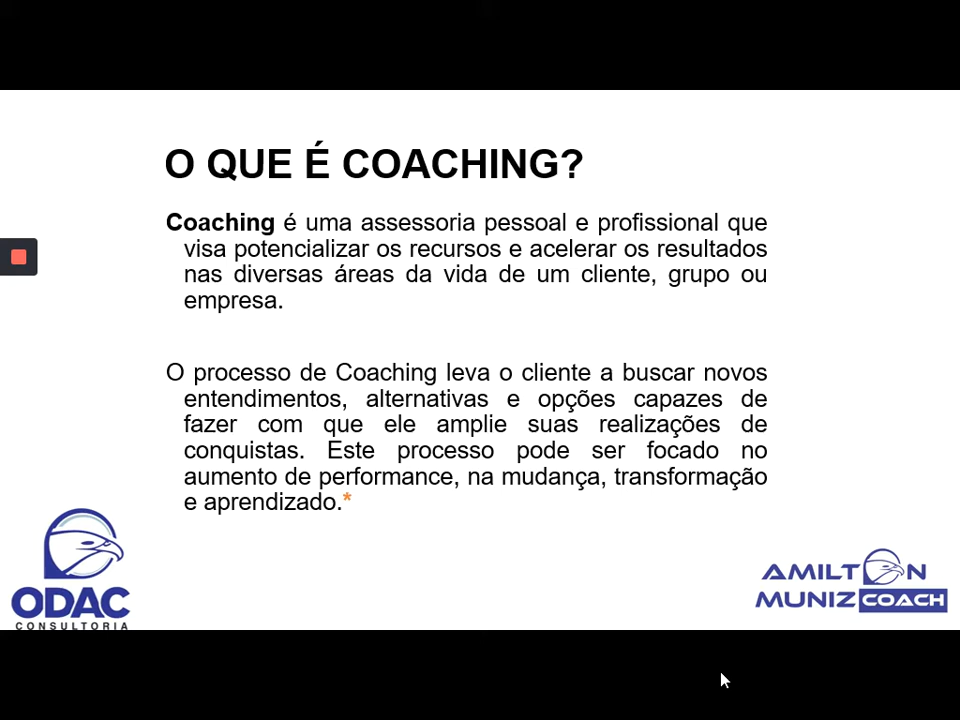 O QUE É COACHING?
Coaching é uma assessoria pessoal e profissional que
visa potencializar os recursos e acelerar os resultados
nas diversas áreas da vida de um cliente, grupo ou
empresa.
O processo de Coaching leva o cliente a buscar novos
entendimentos, alternativas e opções capazes de
fazer com que ele amplie suas realizações de
conquistas. Este processo pode ser focado no
aumento de performance, na mudança, transformação
e aprendizado.*
ODAC
CONSULTORIA
AMILTON
MUNIZ COACH